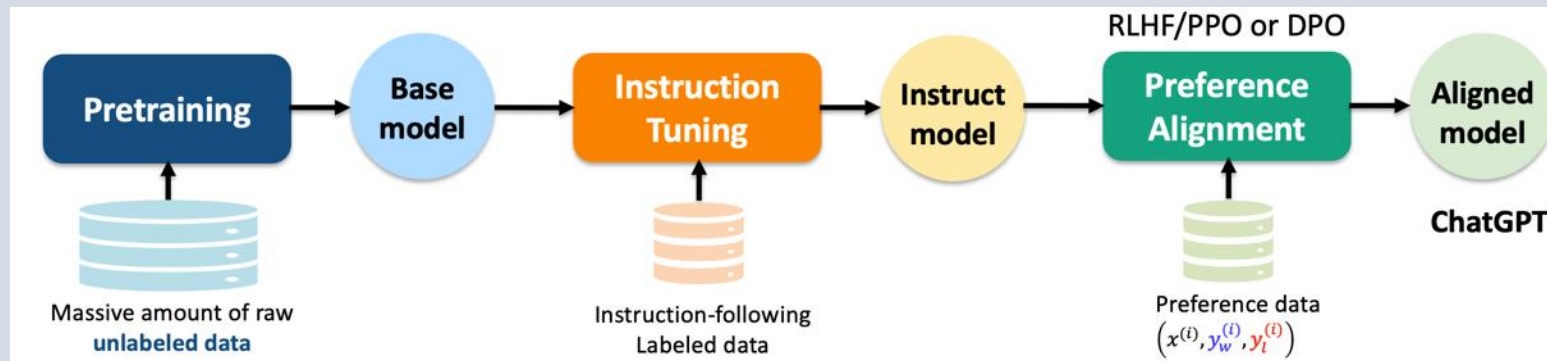 RLHF/PPO or DPO
Pretraining
Base
model
Instruction
Tuning
Instruct
model
Preference
Alignment
Aligned
model
ChatGPT
Massive amount of raw
unlabeled data
Instruction-following
Labeled data
Preference data
(x^(i), y_w^(i), y_l^(i))